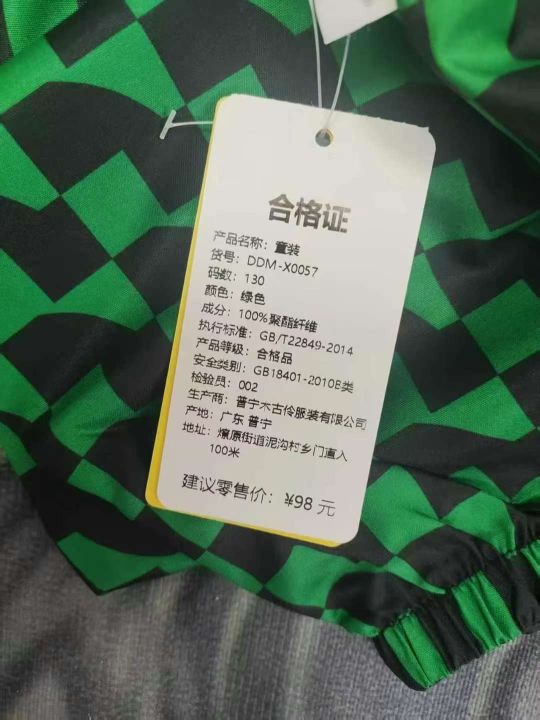 合格证
产品名称：童装
货号：DDM-X0057
码数：130
颜色：绿色
成分：100%聚酯纤维
执行标准：GB/T22849-2014
产品等级：合格品
安全类别：GB18401-2010B类
检验员：002
生产商：普宁木古伶服装有限公司
产地：广东 普宁
地址：燎原街道泥沟村乡门直入
100米
建议零售价：¥98 元